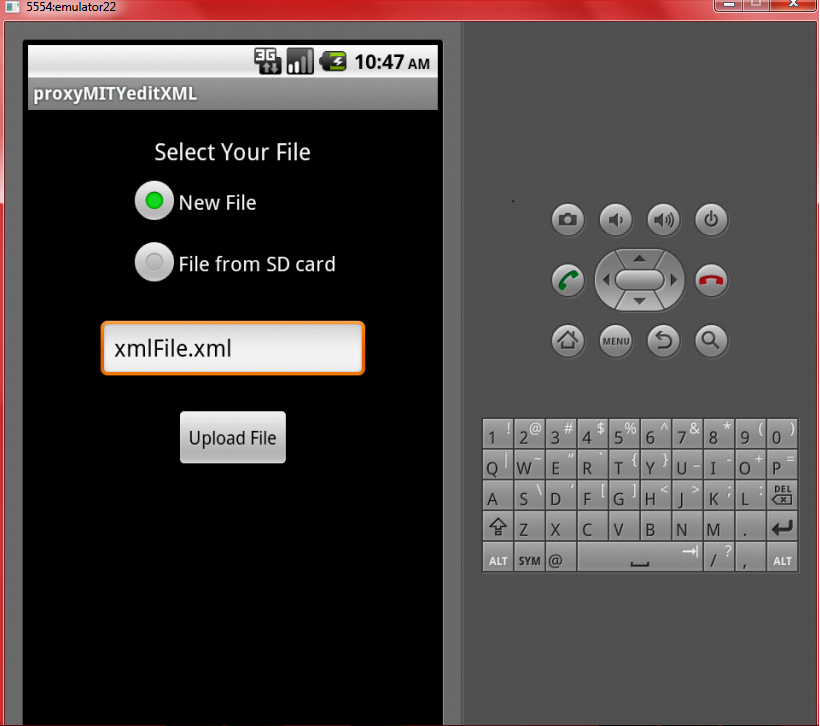 5554:emulator22
3G 10:47 AM
proxyMITYeditXML
Select Your File
New File
File from SD card
xmlFile.xml
Upload File
MENU
1 ! 2 @ 3 # 4 $ 5 % 6 ^ 7 & 8 * 9 ( 0 )
Q | W ~ E “ R ` T { Y } U _ I - O + P =
A S \ D ' F [ G ] H < J > K ; L : DEL
Z X C V B N M .
ALT SYM @ / ? , ALT